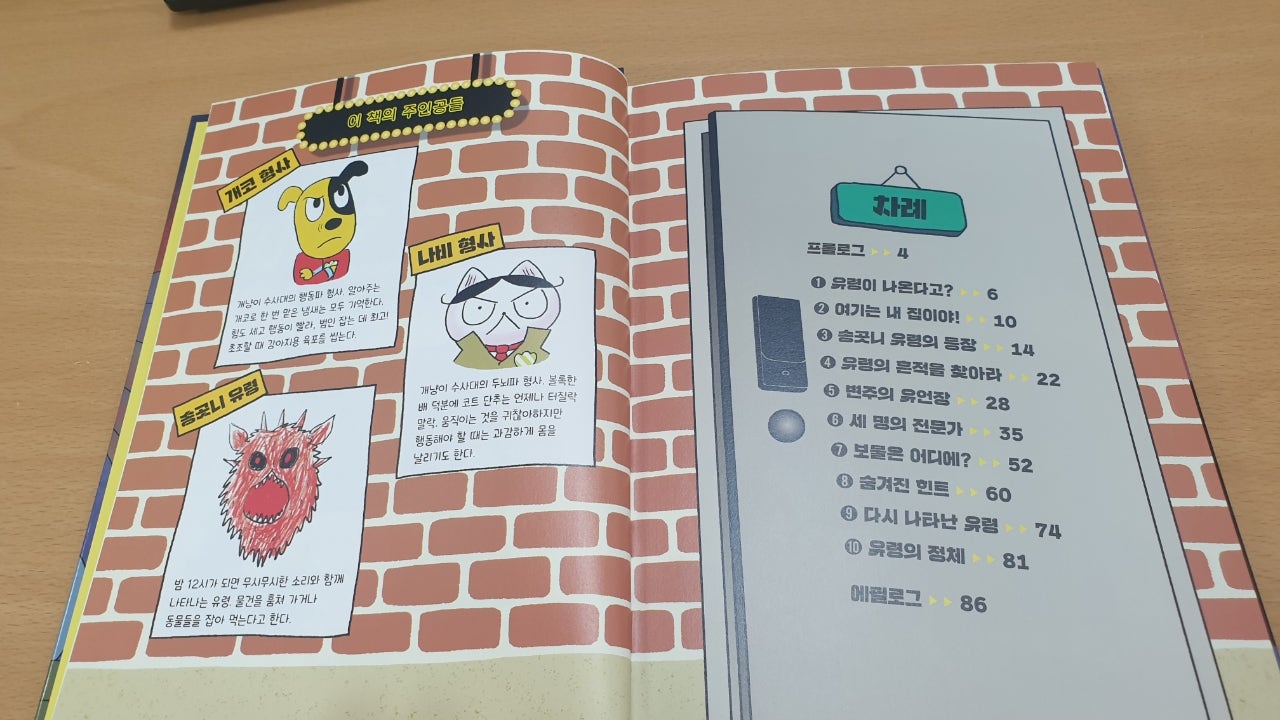 이 책의 주인공들
개코 형사
개냥이 수사대의 행동파 형사. 알아주는
개코로 한 번 맡은 냄새는 모두 기억한다.
힘도 세고 행동이 빨라, 범인 잡는 데 최고!
초조할 때 강아지용 육포를 씹는다.
나비 형사
개냥이 수사대의 두뇌파 형사. 볼록한
배 덕분에 코트 단추는 언제나 터질락
말락. 움직이는 것을 귀찮아하지만
행동해야 할 때는 과감하게 몸을
날리기도 한다.
송곳니 유령
밤 12시가 되면 무시무시한 소리와 함께
나타나는 유령. 물건을 훔쳐 가거나
동물들을 잡아 먹는다고 한다.
차례
프롤로그 ▶▶ 4
❶ 유령이 나온다고? ▶▶ 6
❷ 여기는 내 집이야! ▶▶ 10
❸ 송곳니 유령의 등장 ▶▶ 14
❹ 유령의 흔적을 찾아라 ▶▶ 22
❺ 변주의 유언장 ▶▶ 28
❻ 세 명의 전문가 ▶▶ 35
❼ 보물은 어디에? ▶▶ 52
❽ 숨겨진 힌트 ▶▶ 60
❾ 다시 나타난 유령 ▶▶ 74
❿ 유령의 정체 ▶▶ 81
에필로그 ▶▶ 86